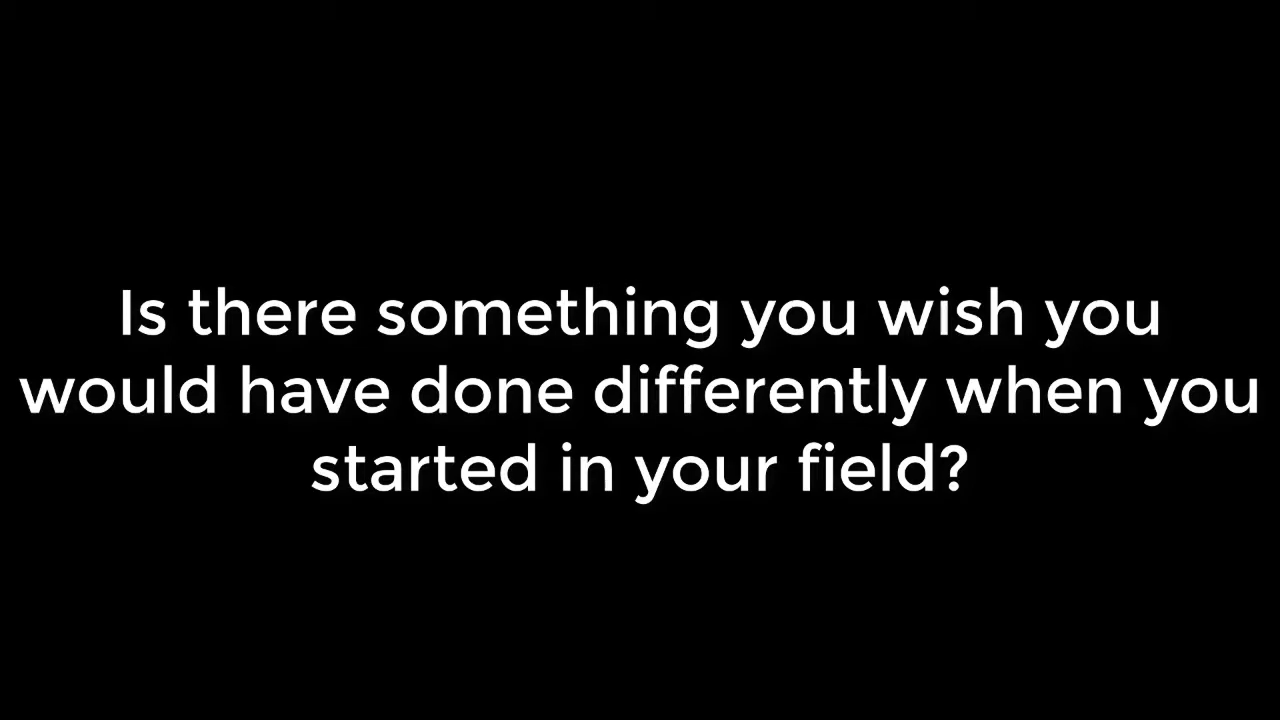 Is there something you wish you
would have done differently when you
started in your field?